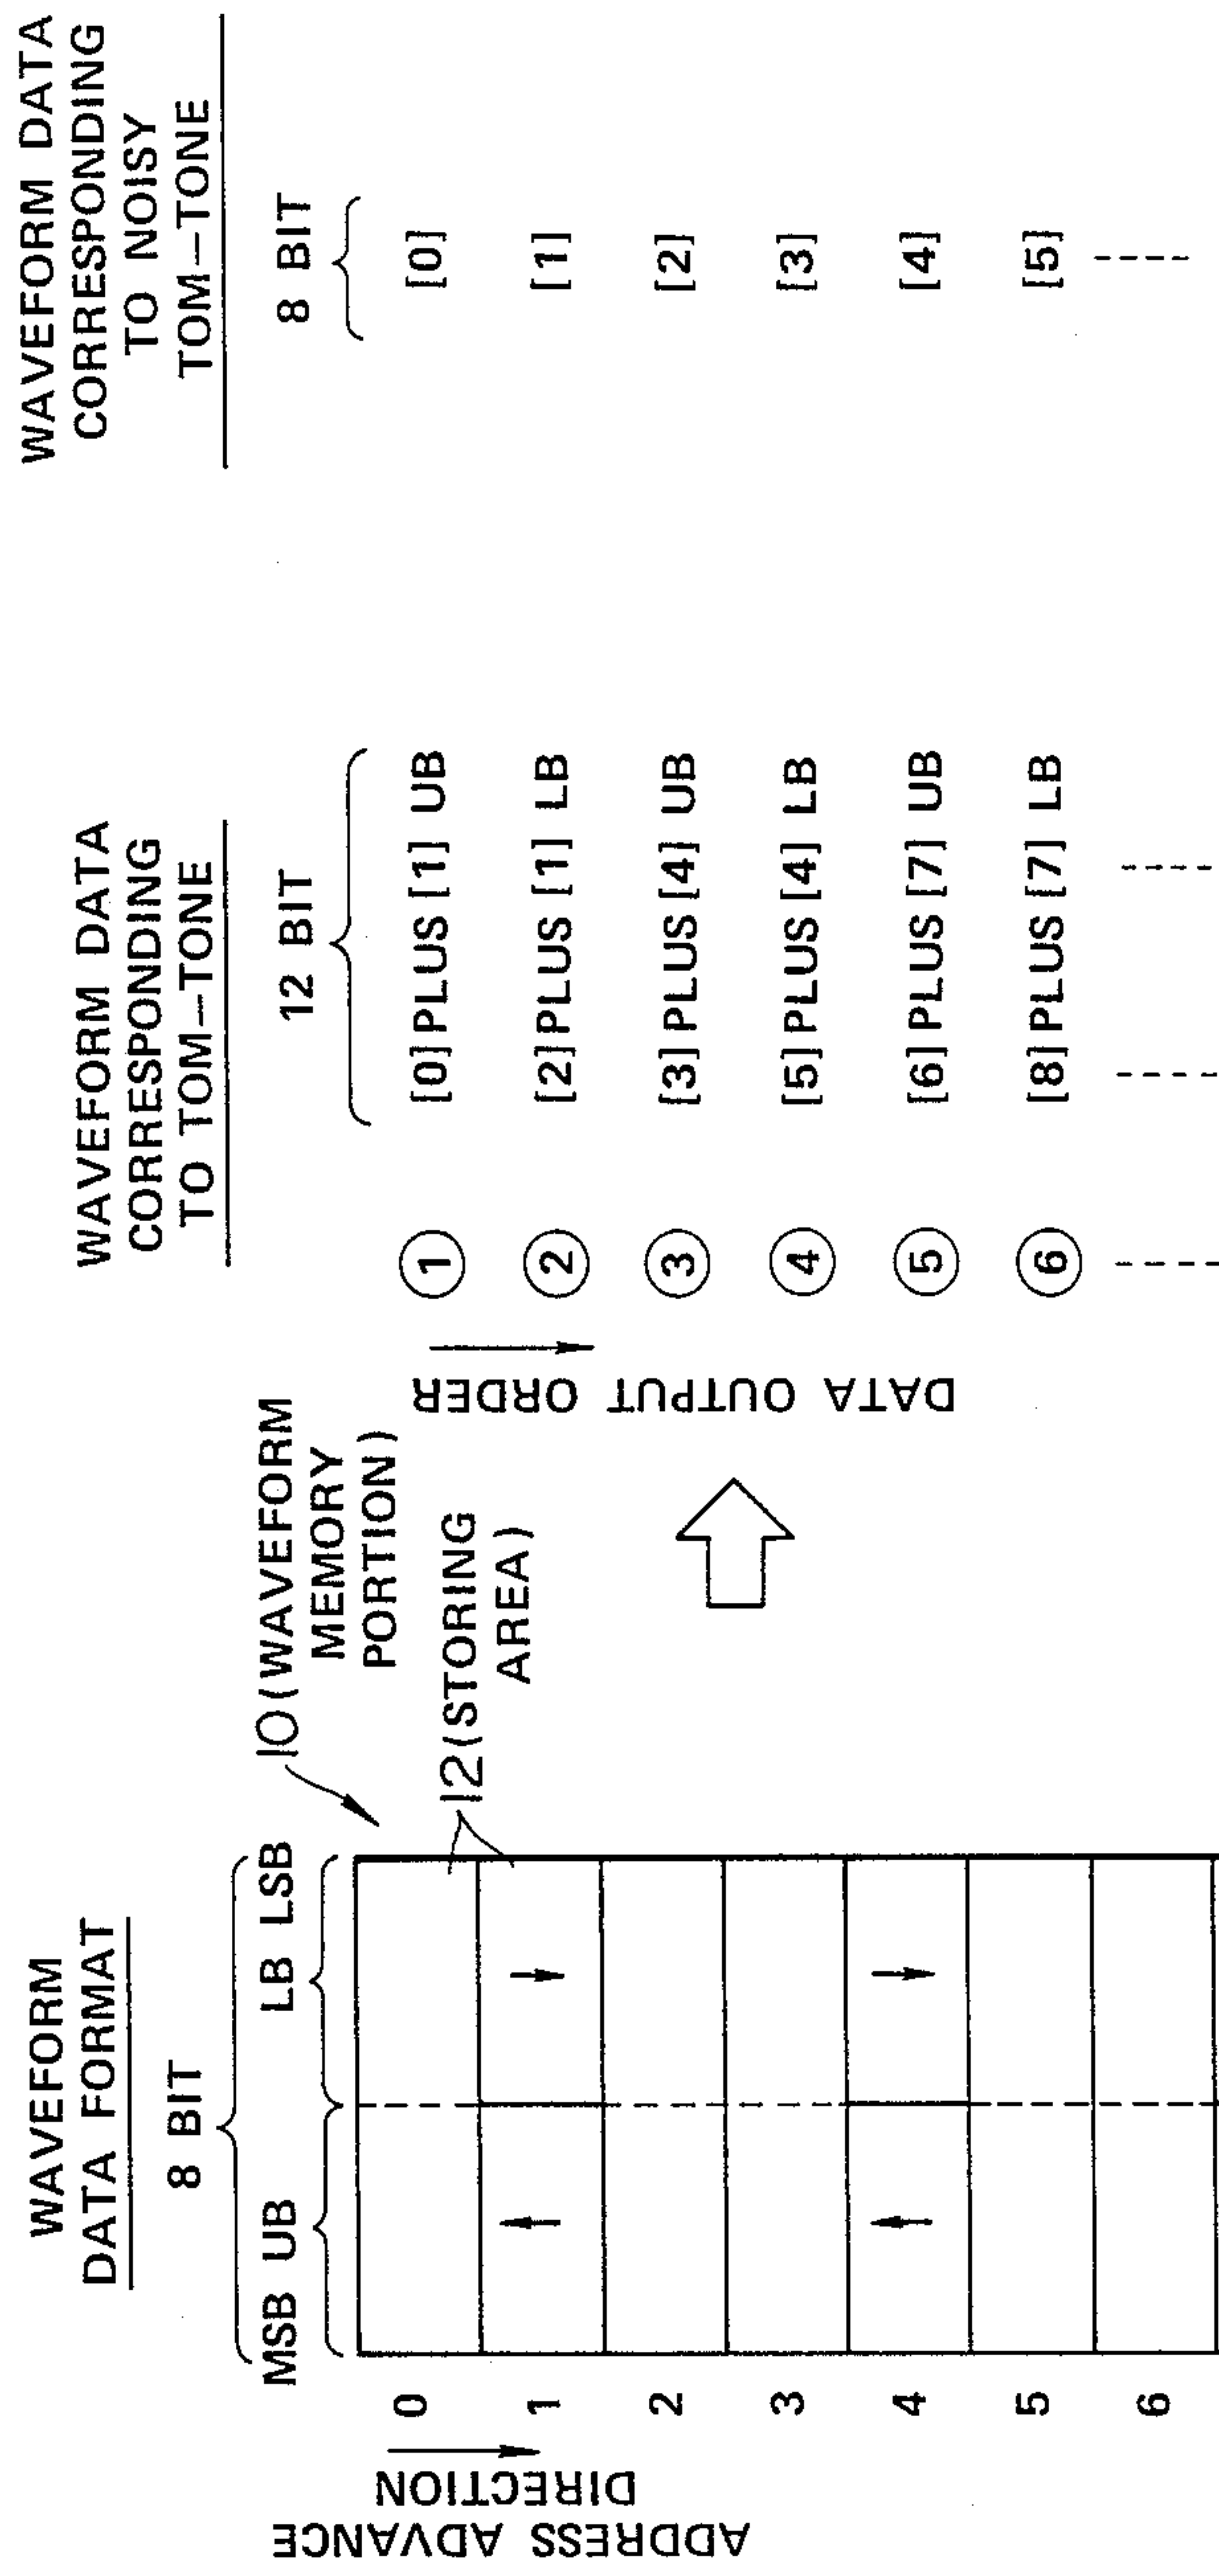 WAVEFORM
DATA FORMAT
8 BIT
MSB UB LB LSB
10(WAVEFORM
MEMORY
PORTION)
12(STORING
AREA)
ADDRESS ADVANCE
DIRECTION
0
1
2
3
4
5
6
DATA OUTPUT ORDER
WAVEFORM DATA
CORRESPONDING
TO TOM-TONE
12 BIT
① [0] PLUS [1] UB
② [2] PLUS [1] LB
③ [3] PLUS [4] UB
④ [5] PLUS [4] LB
⑤ [6] PLUS [7] UB
⑥ [8] PLUS [7] LB
WAVEFORM DATA
CORRESPONDING
TO NOISY
TOM-TONE
8 BIT
[0]
[1]
[2]
[3]
[4]
[5]